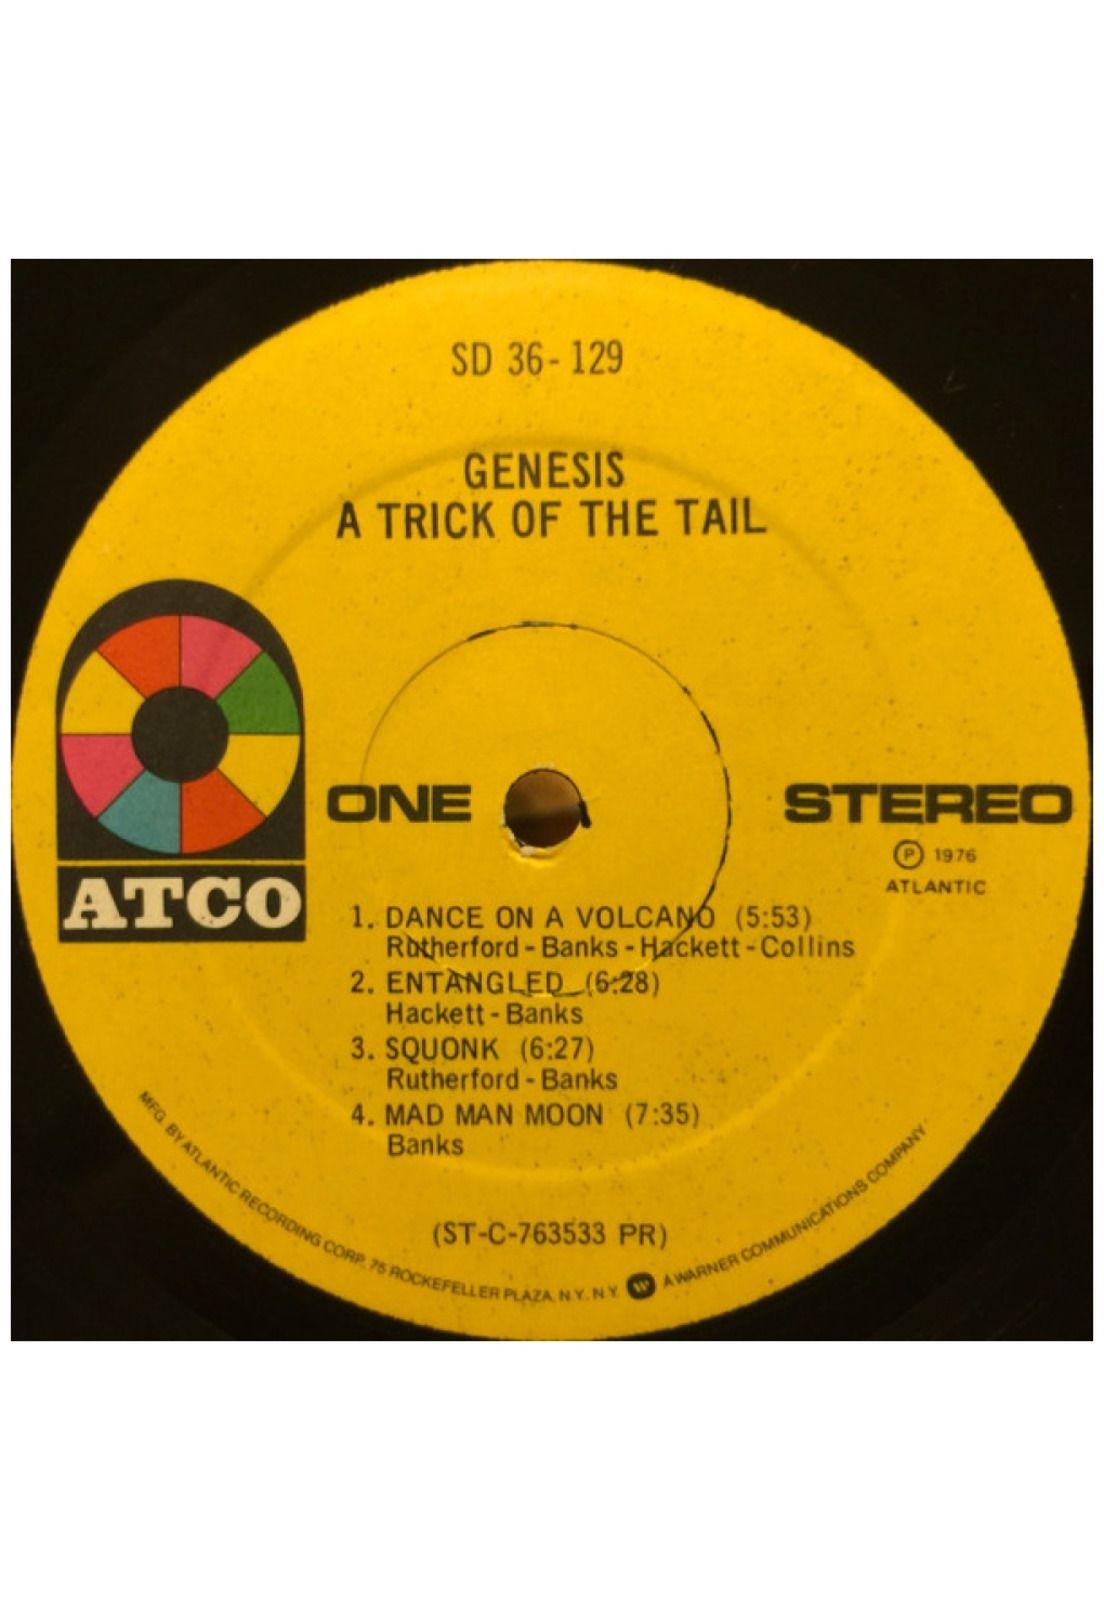 SD 36-129
GENESIS
A TRICK OF THE TAIL
ONE
STEREO
Ⓟ 1976
ATLANTIC
ATCO
1. DANCE ON A VOLCANO (5:53)
Rutherford - Banks - Hackett - Collins
2. ENTANGLED (6:28)
Hackett - Banks
3. SQUONK (6:27)
Rutherford - Banks
4. MAD MAN MOON (7:35)
Banks
(ST-C-763533 PR)
MFG. BY ATLANTIC RECORDING CORP. 75 ROCKEFELLER PLAZA, N.Y. N.Y. W A WARNER COMMUNICATIONS COMPANY